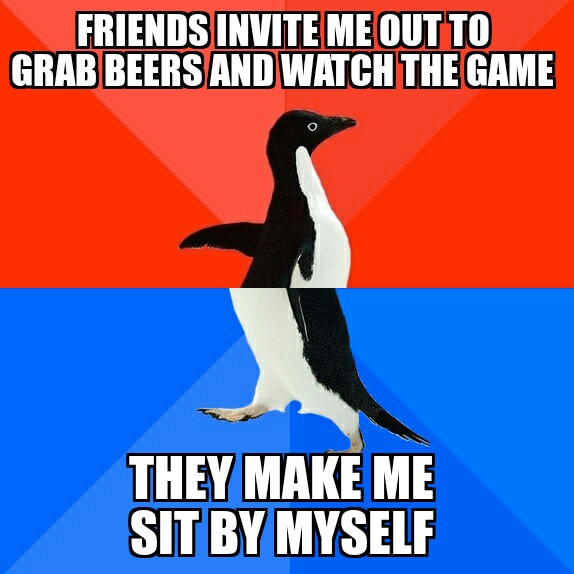 FRIENDS INVITE ME OUT TO
GRAB BEERS AND WATCH THE GAME
THEY MAKE ME
SIT BY MYSELF